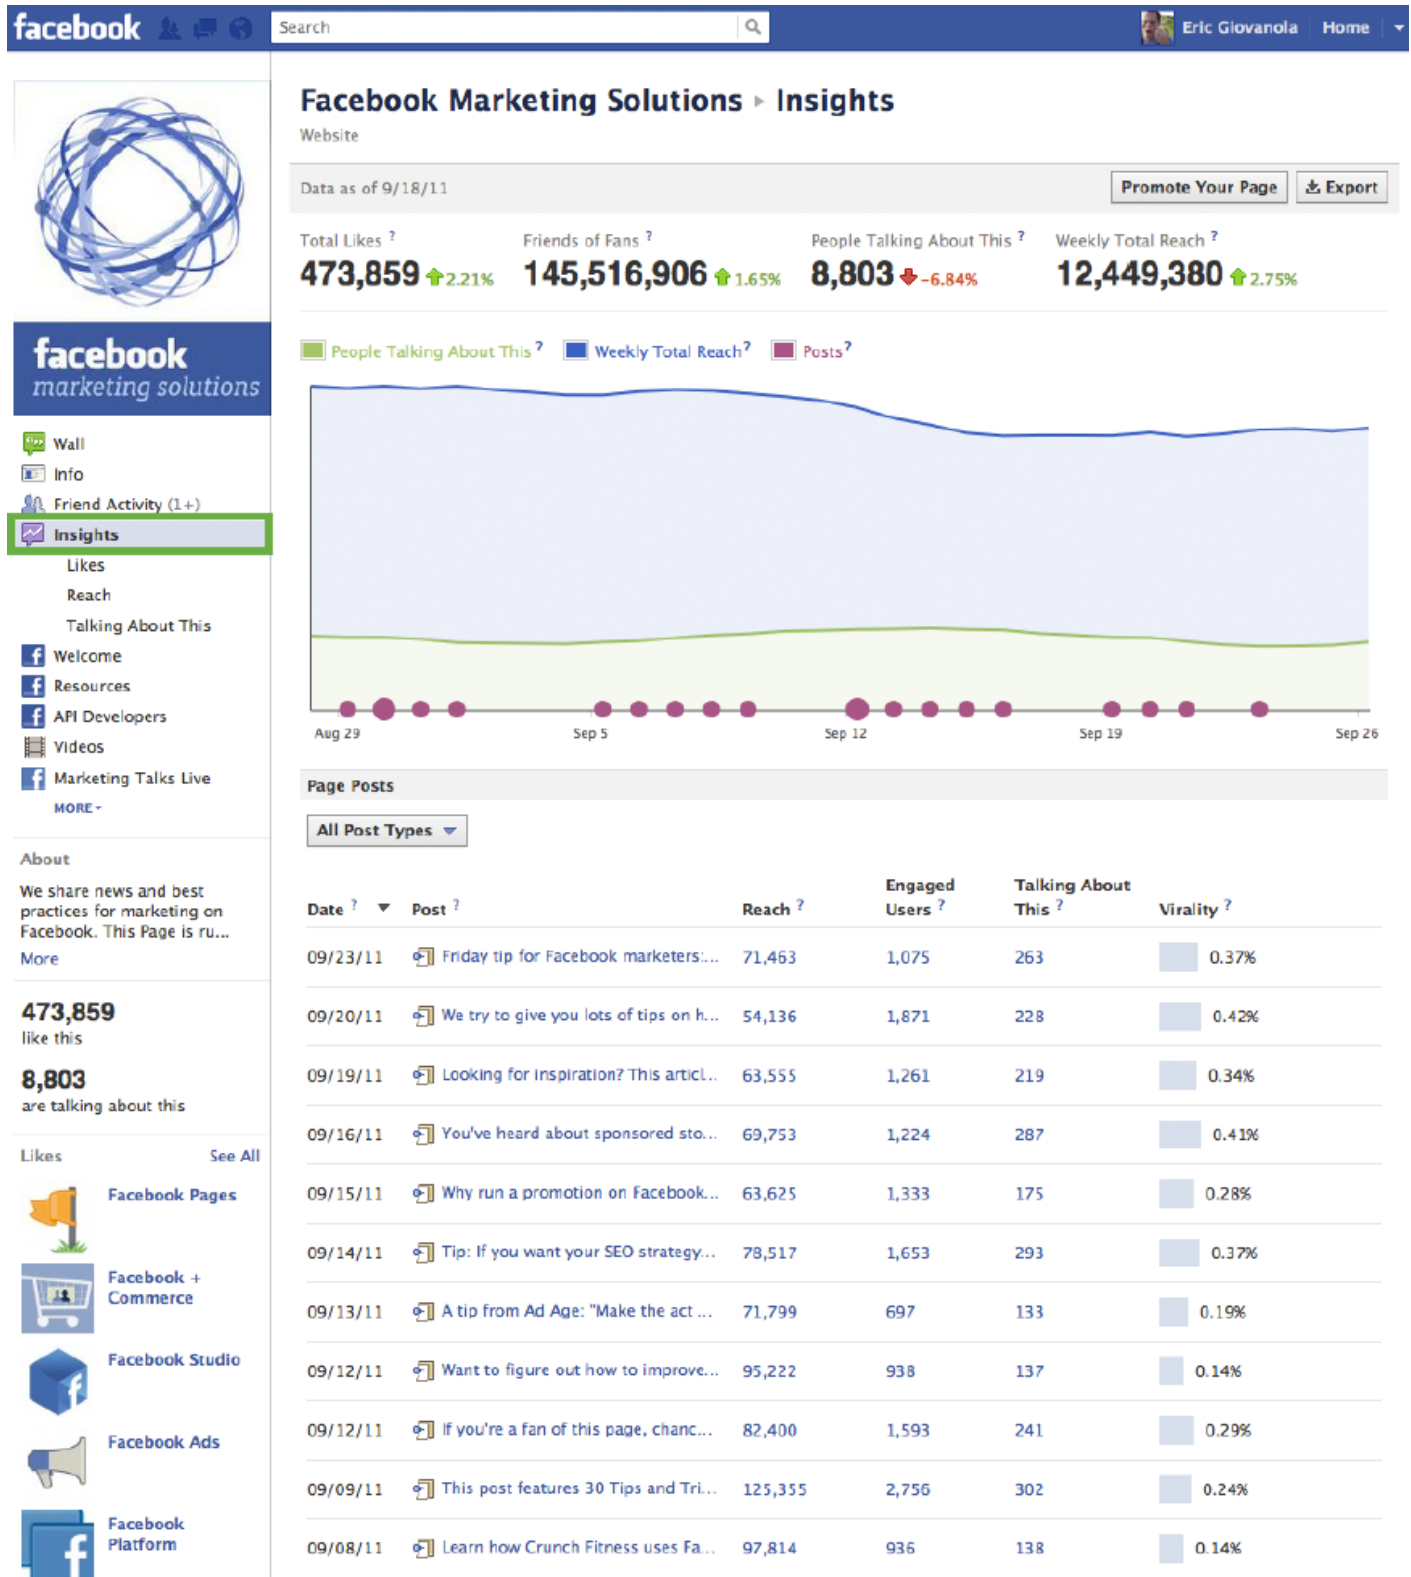 facebook
Search
Eric Giovanola Home
facebook
marketing solutions
Wall
Info
Friend Activity (1+)
Insights
Likes
Reach
Talking About This
Welcome
Resources
API Developers
Videos
Marketing Talks Live
MORE
About
We share news and best
practices for marketing on
Facebook. This Page is ru...
More
473,859
like this
8,803
are talking about this
Likes See All
Facebook Pages
Facebook +
Commerce
Facebook Studio
Facebook Ads
Facebook
Platform
Facebook Marketing Solutions ▸ Insights
Website
Data as of 9/18/11 Promote Your Page Export
Total Likes ? Friends of Fans ? People Talking About This ? Weekly Total Reach ?
473,859 2.21% 145,516,906 1.65% 8,803 -6.84% 12,449,380 2.75%
People Talking About This ? Weekly Total Reach ? Posts ?
Aug 29 Sep 5 Sep 12 Sep 19 Sep 26
Page Posts
All Post Types
Engaged Talking About
Date ? Post ? Reach ? Users ? This ? Virality ?
09/23/11 Friday tip for Facebook marketers:... 71,463 1,075 263 0.37%
09/20/11 We try to give you lots of tips on h... 54,136 1,871 228 0.42%
09/19/11 Looking for inspiration? This articl... 63,555 1,261 219 0.34%
09/16/11 You've heard about sponsored sto... 69,753 1,224 287 0.41%
09/15/11 Why run a promotion on Facebook... 63,625 1,333 175 0.28%
09/14/11 Tip: If you want your SEO strategy... 78,517 1,653 293 0.37%
09/13/11 A tip from Ad Age: "Make the act ... 71,799 697 133 0.19%
09/12/11 Want to figure out how to improve... 95,222 938 137 0.14%
09/12/11 If you're a fan of this page, chanc... 82,400 1,593 241 0.29%
09/09/11 This post features 30 Tips and Tri... 125,355 2,756 302 0.24%
09/08/11 Learn how Crunch Fitness uses Fa... 97,814 936 138 0.14%